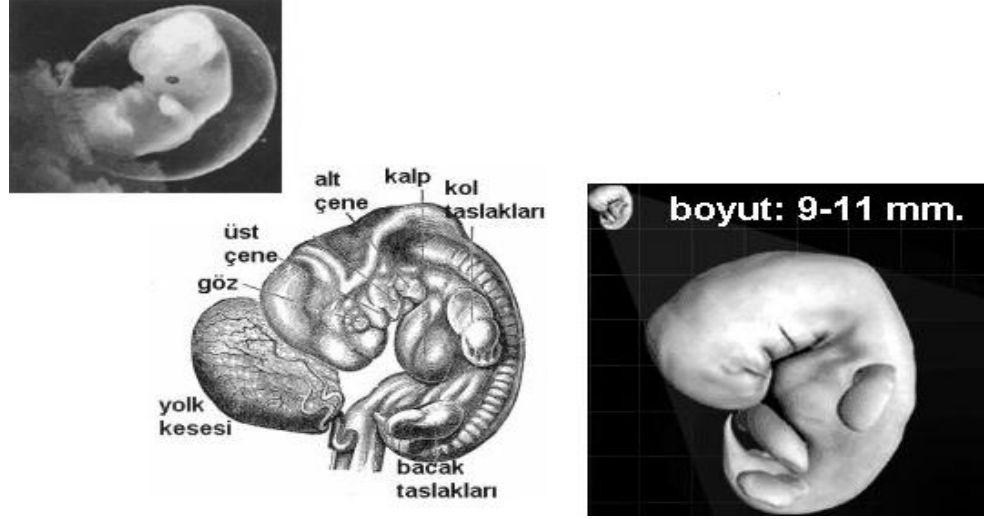 alt
çene
kalp
kol
taslakları
üst
çene
göz
yolk
kesesi
bacak
taslakları
boyut: 9-11 mm.